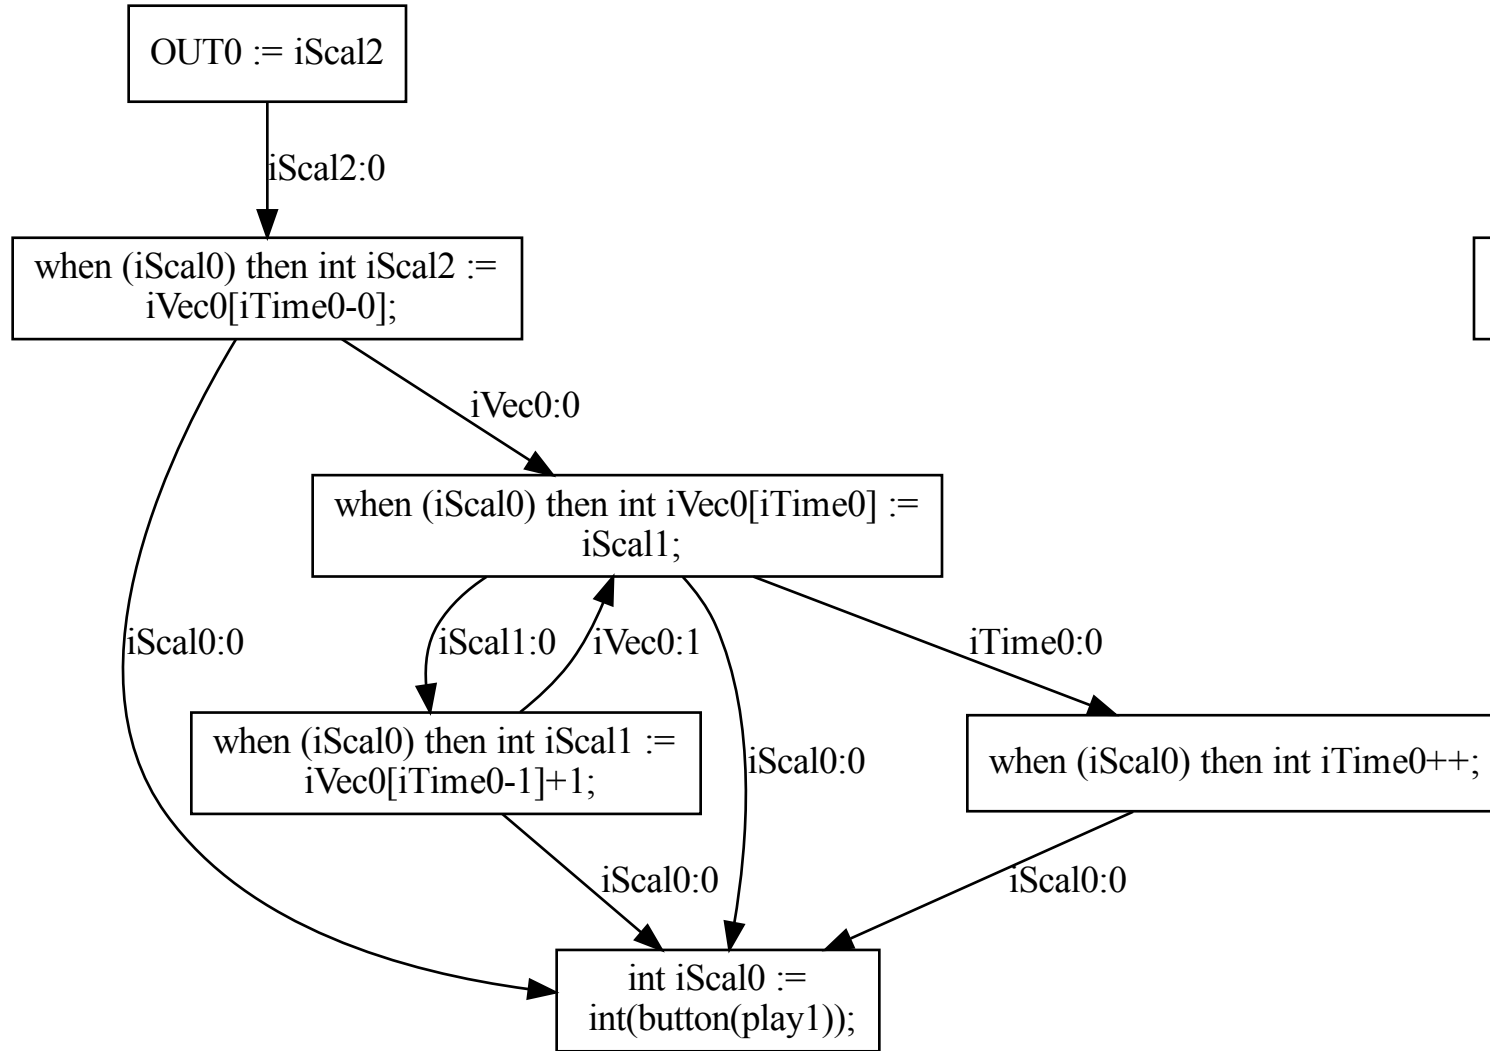 OUT0 := iScal2
iScal2:0
when (iScal0) then int iScal2 :=
iVec0[iTime0-0];
iVec0:0
when (iScal0) then int iVec0[iTime0] :=
iScal1;
iScal0:0
iScal1:0
iVec0:1
iTime0:0
when (iScal0) then int iScal1 :=
iVec0[iTime0-1]+1;
iScal0:0
when (iScal0) then int iTime0++;
iScal0:0
iScal0:0
int iScal0 :=
int(button(play1));